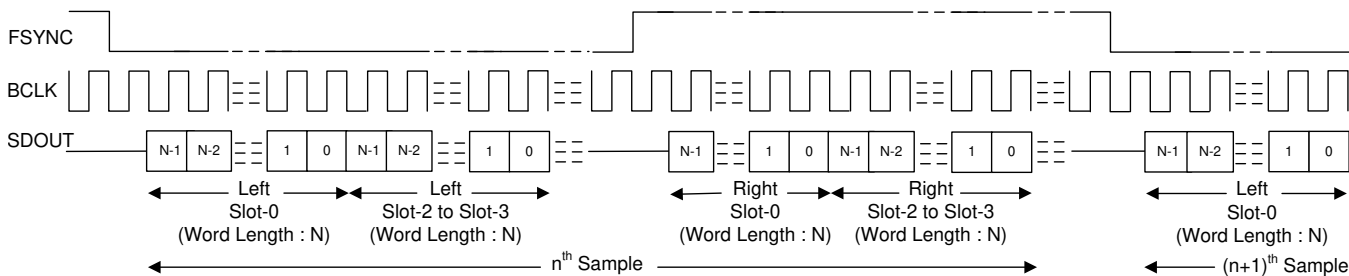 FSYNC
BCLK
SDOUT
N-1 N-2 1 0 N-1 N-2 1 0 N-1 1 0 N-1 N-2 1 0 N-1 N-2 1 0
Left Left Right Right Left
Slot-0 Slot-2 to Slot-3 Slot-0 Slot-2 to Slot-3 Slot-0
(Word Length : N) (Word Length : N) (Word Length : N) (Word Length : N) (Word Length : N)
nth Sample (n+1)th Sample